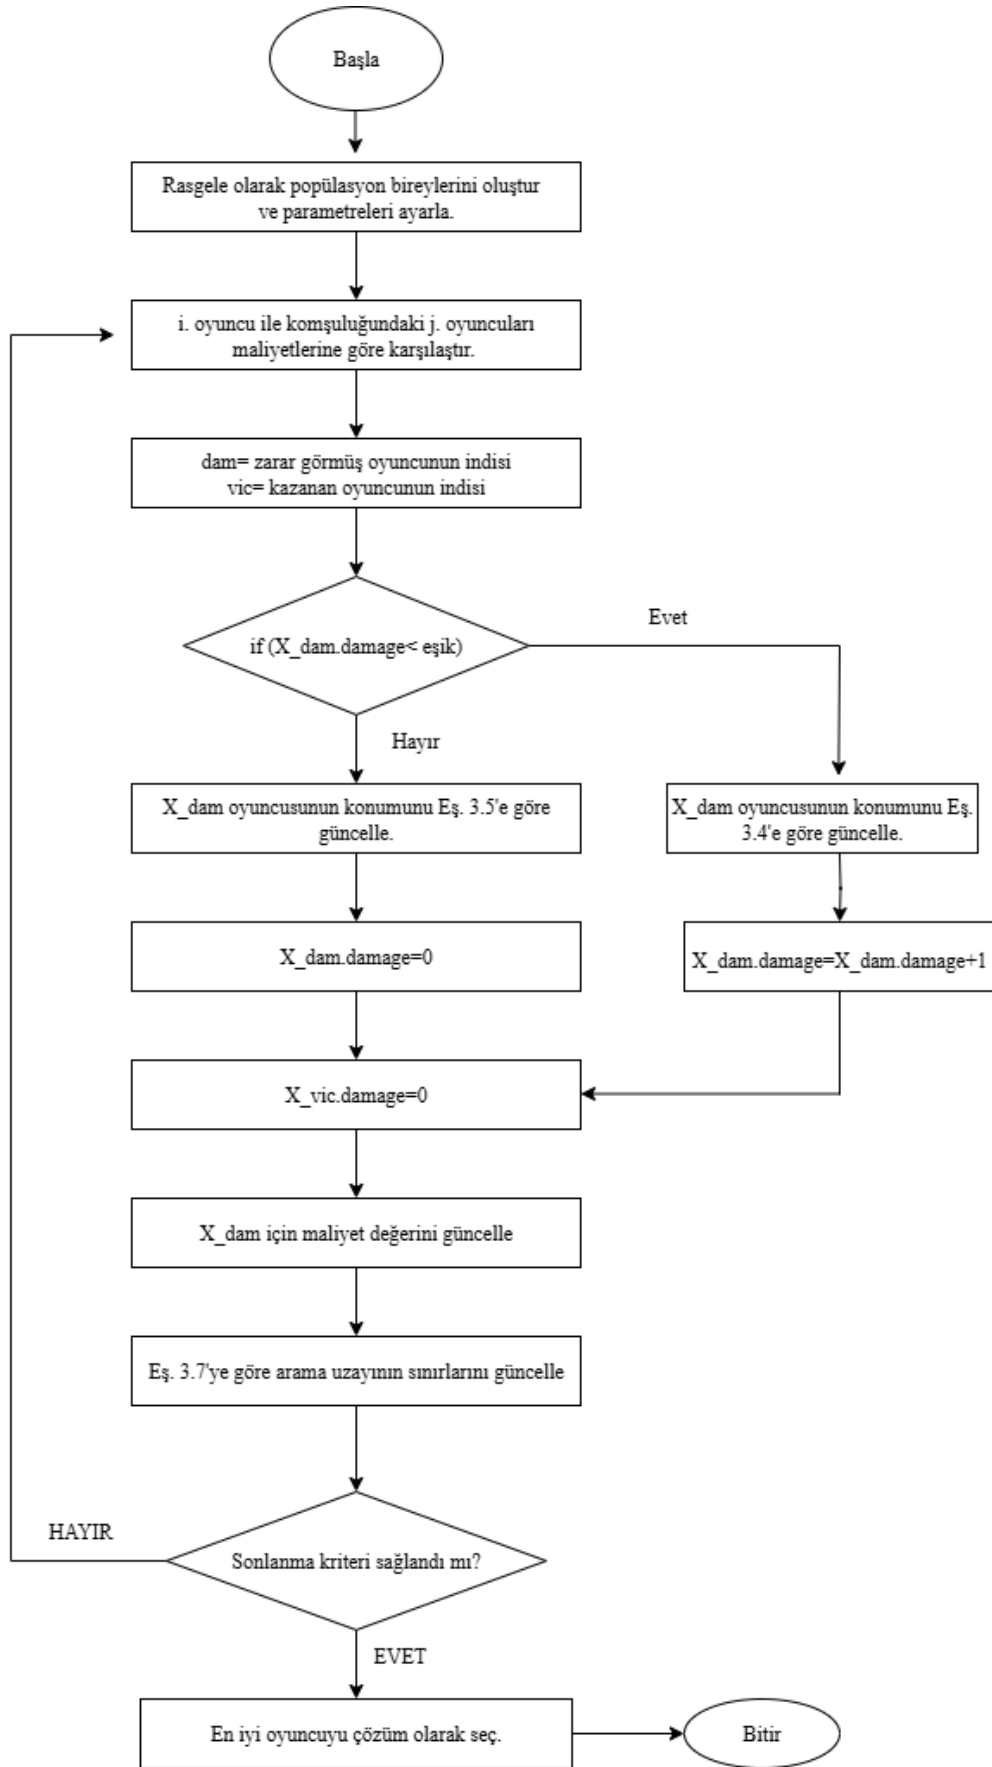 Başla
Rasgele olarak popülasyon bireylerini oluştur
ve parametreleri ayarla.
i. oyuncu ile komşuluğundaki j. oyuncuları
maliyetlerine göre karşılaştır.
dam= zarar görmüş oyuncunun indisi
vic= kazanan oyuncunun indisi
if (X_dam.damage< eşik)
Evet
Hayır
X_dam oyuncusunun konumunu Eş. 3.5'e göre
güncelle.
X_dam oyuncusunun konumunu Eş.
3.4'e göre güncelle.
X_dam.damage=0
X_dam.damage=X_dam.damage+1
X_vic.damage=0
X_dam için maliyet değerini güncelle
Eş. 3.7'ye göre arama uzayının sınırlarını güncelle
HAYIR
Sonlanma kriteri sağlandı mı?
EVET
En iyi oyuncuyu çözüm olarak seç.
Bitir